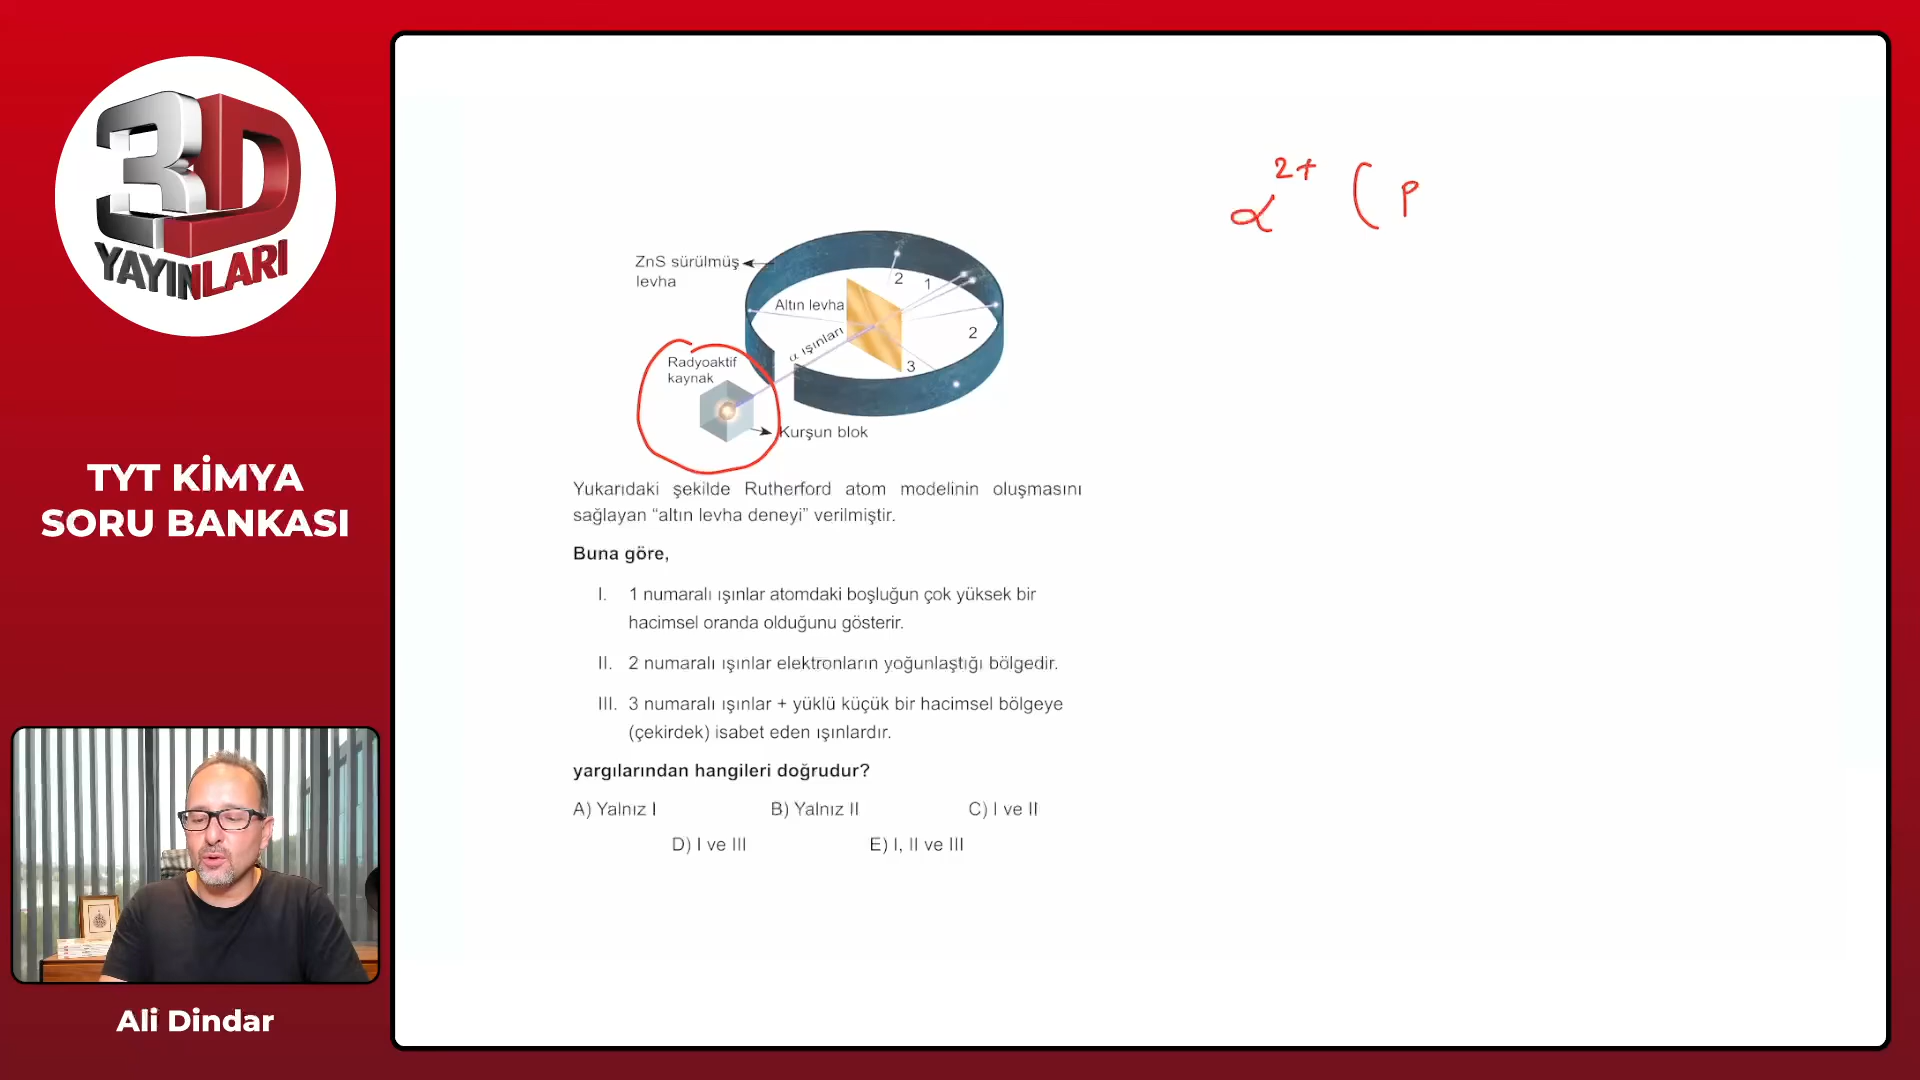 3D
YAYINLARI
TYT KİMYA
SORU BANKASI
Ali Dindar
α²⁺ ( p
ZnS sürülmüş
levha
2
1
Altın levha
α ışınları
2
3
Radyoaktif
kaynak
Kurşun blok
Yukarıdaki şekilde Rutherford atom modelinin oluşmasını
sağlayan “altın levha deneyi” verilmiştir.
Buna göre,
I. 1 numaralı ışınlar atomdaki boşluğun çok yüksek bir
hacimsel oranda olduğunu gösterir.
II. 2 numaralı ışınlar elektronların yoğunlaştığı bölgedir.
III. 3 numaralı ışınlar + yüklü küçük bir hacimsel bölgeye
(çekirdek) isabet eden ışınlardır.
yargılarından hangileri doğrudur?
A) Yalnız I B) Yalnız II C) I ve II
D) I ve III E) I, II ve III